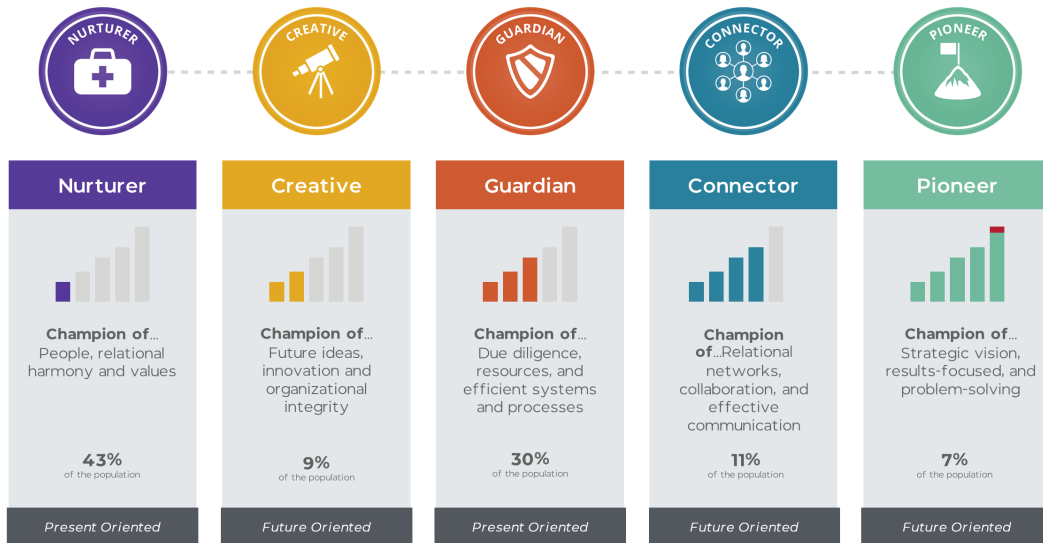 NURTURER
CREATIVE
GUARDIAN
CONNECTOR
PIONEER
Nurturer
Champion of...
People, relational
harmony and values
43%
of the population
Present Oriented
Creative
Champion of...
Future ideas,
innovation and
organizational
integrity
9%
of the population
Future Oriented
Guardian
Champion of...
Due diligence,
resources, and
efficient systems
and processes
30%
of the population
Present Oriented
Connector
Champion
of...Relational
networks,
collaboration, and
effective
communication
11%
of the population
Future Oriented
Pioneer
Champion of...
Strategic vision,
results-focused, and
problem-solving
7%
of the population
Future Oriented